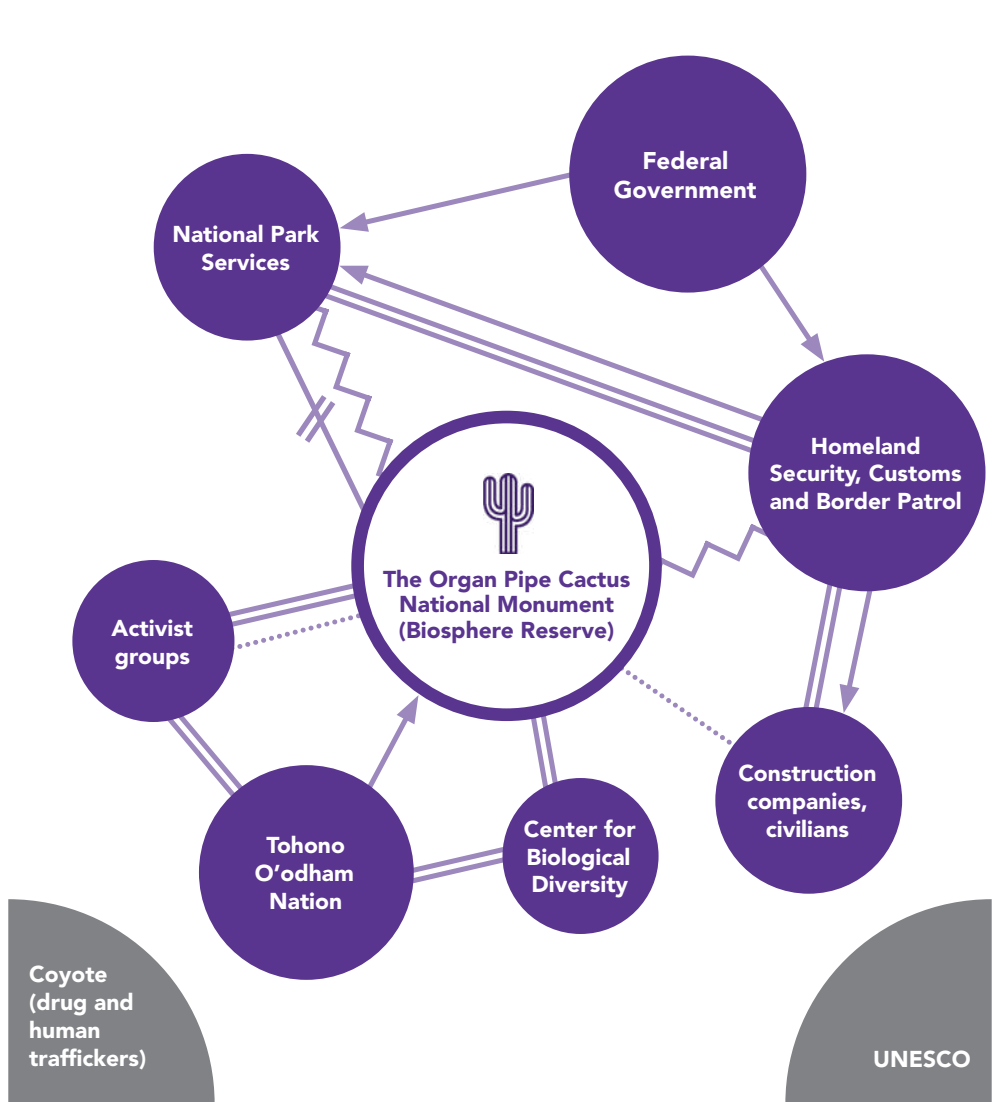 Federal
Government
National Park
Services
Homeland
Security, Customs
and Border Patrol
The Organ Pipe Cactus
National Monument
(Biosphere Reserve)
Activist
groups
Construction
companies,
civilians
Tohono
O’odham
Nation
Center for
Biological
Diversity
Coyote
(drug and
human
traffickers)
UNESCO